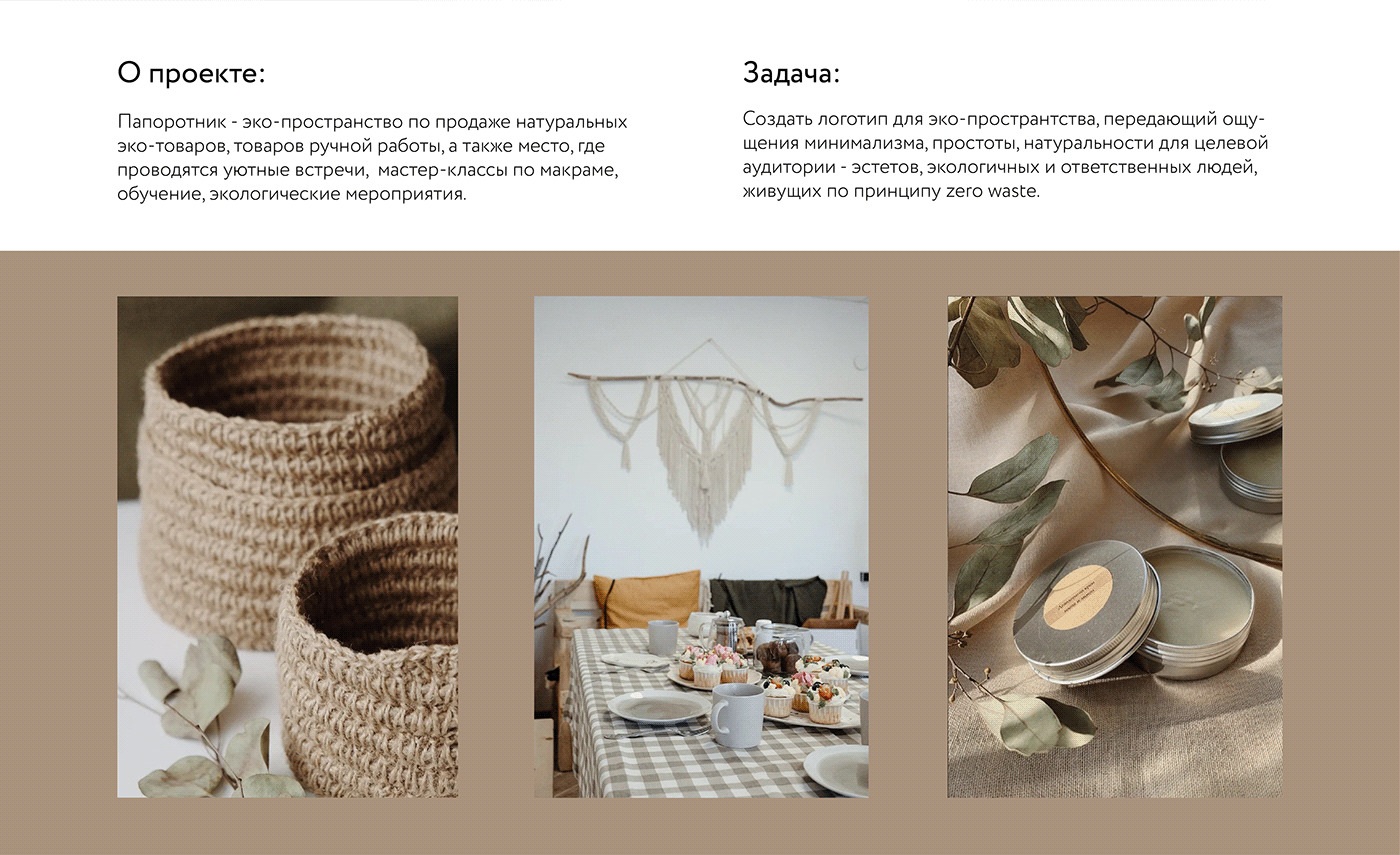 О проекте:
Папоротник - эко-пространство по продаже натуральных
эко-товаров, товаров ручной работы, а также место, где
проводятся уютные встречи,  мастер-классы по макраме,
обучение, экологические мероприятия.
Задача:
Создать логотип для эко-пространтства, передающий ощу-
щения минимализма, простоты, натуральности для целевой
аудитории - эстетов, экологичных и ответственных людей,
живущих по принципу zero waste.